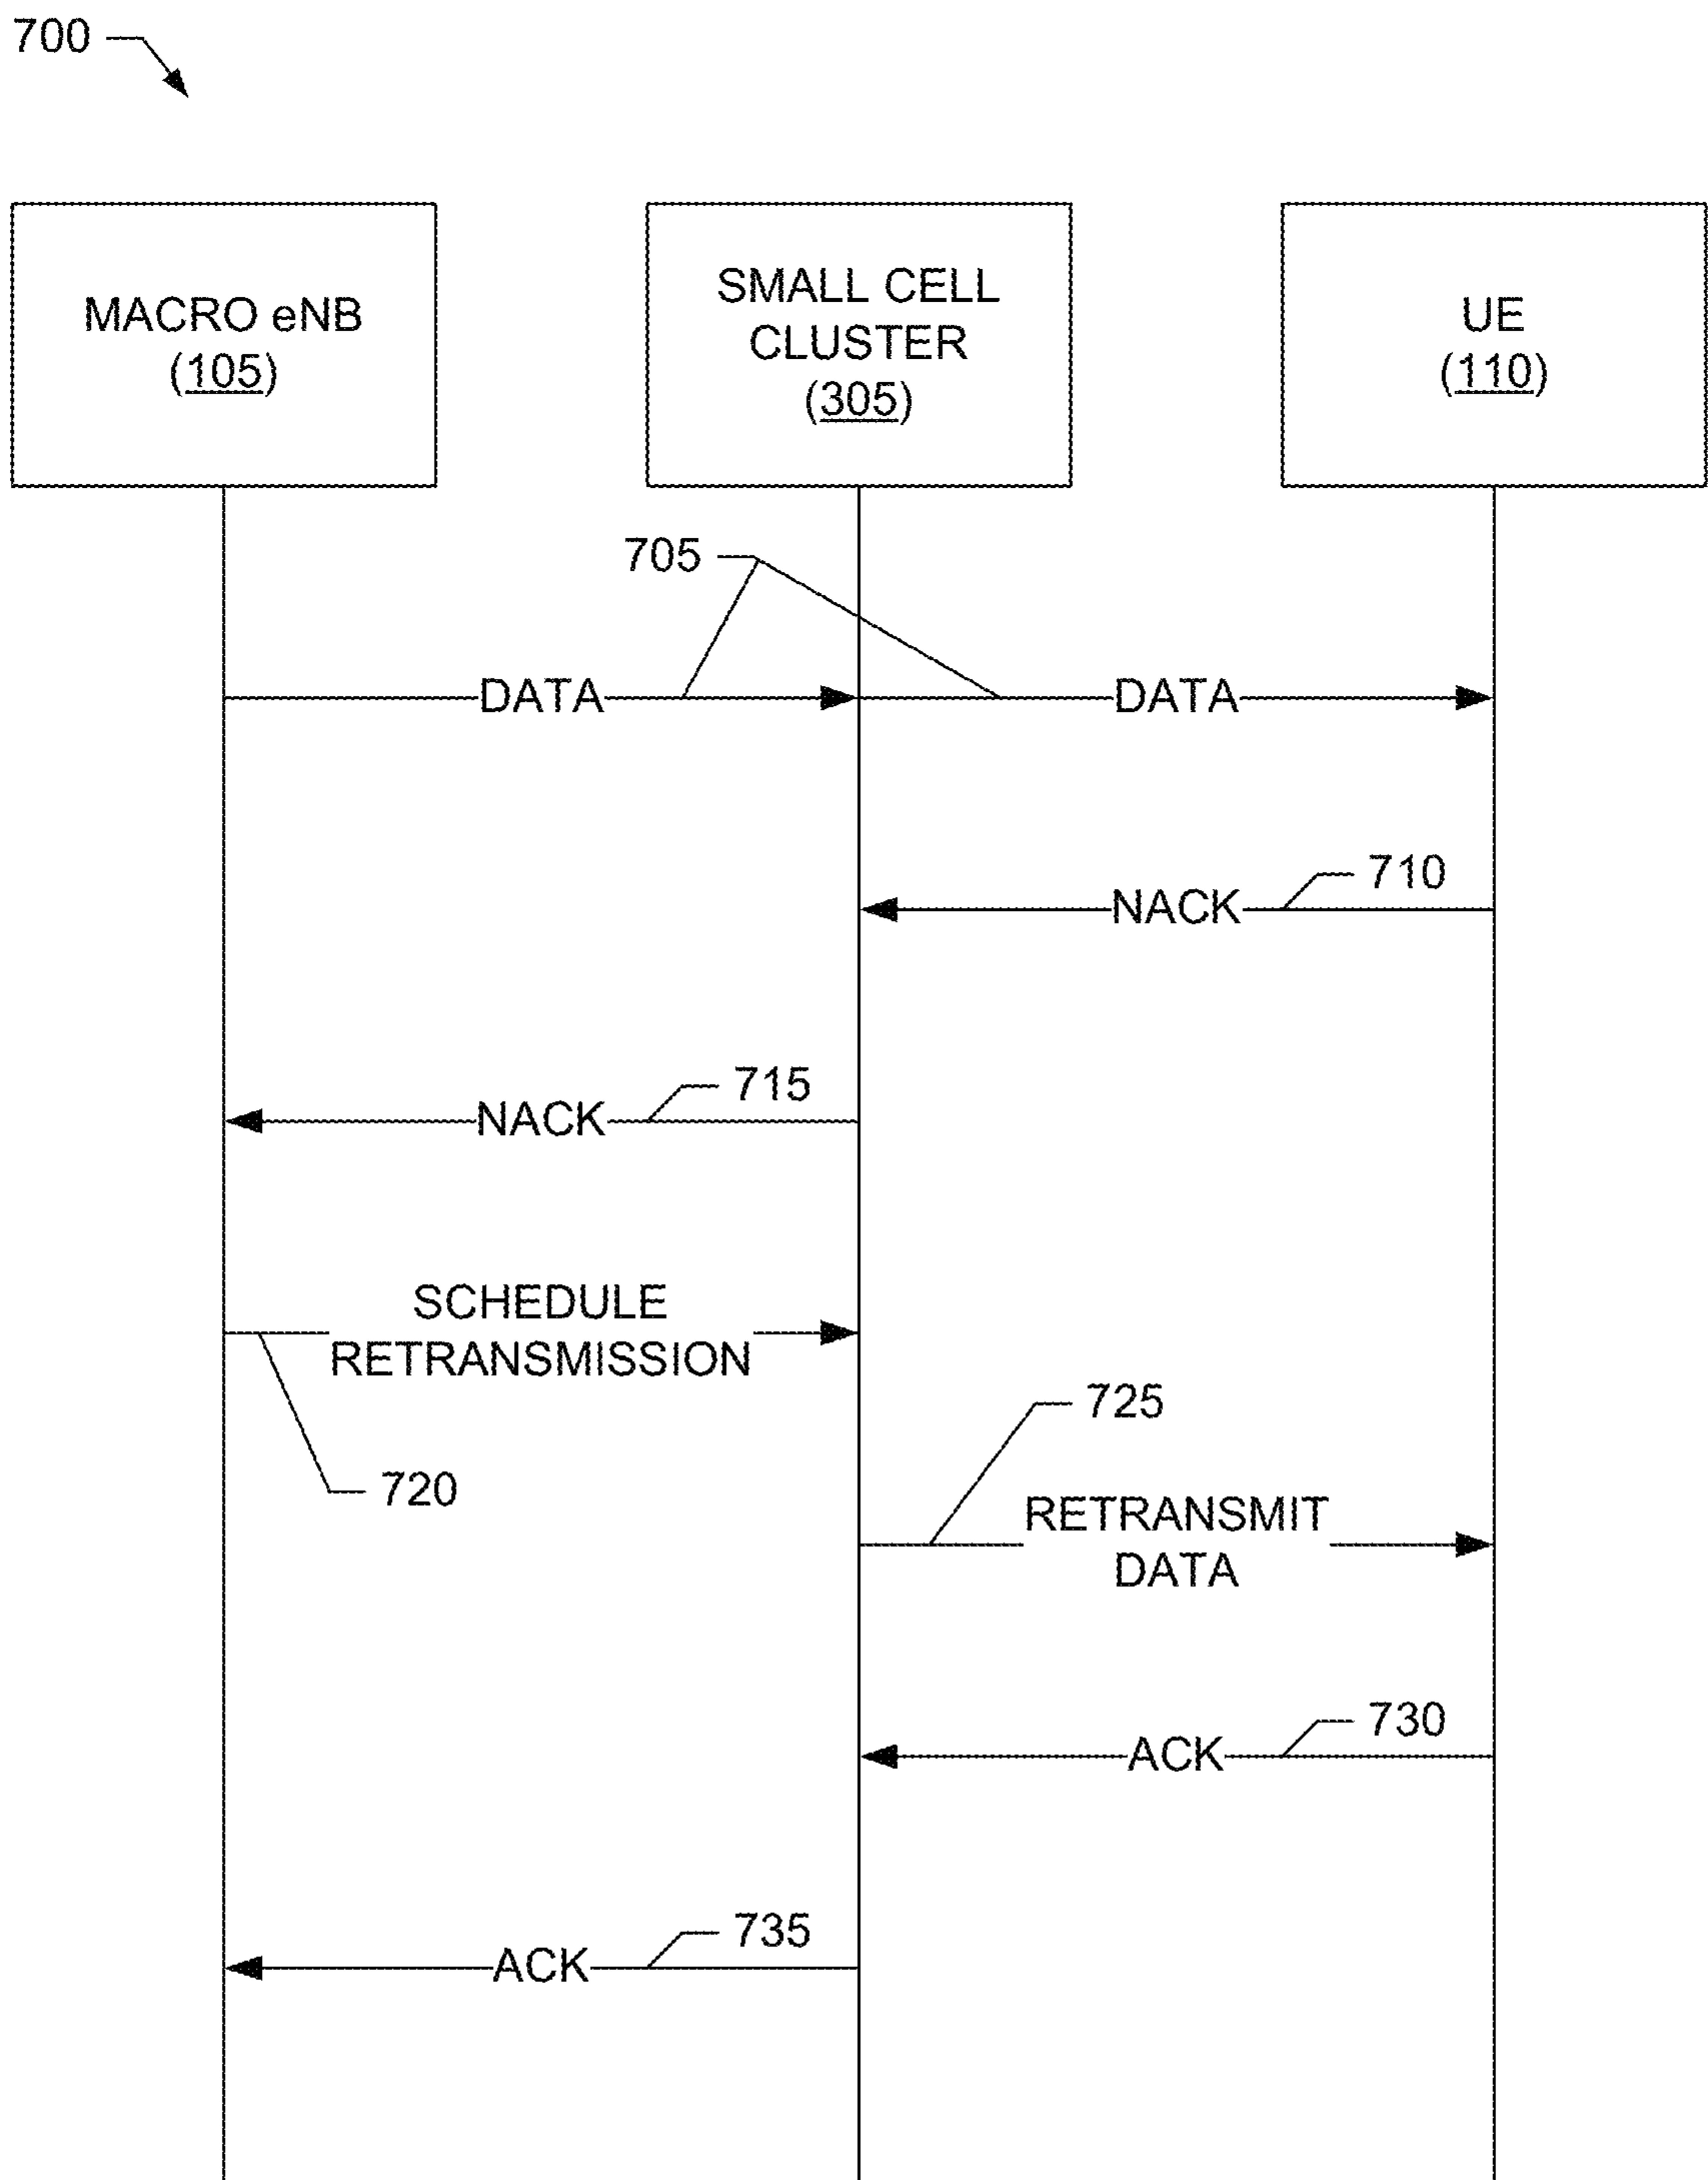 700
MACRO eNB
(105)
SMALL CELL
CLUSTER
(305)
UE
(110)
705
DATA
DATA
710
NACK
715
NACK
SCHEDULE
RETRANSMISSION
720
725
RETRANSMIT
DATA
730
ACK
735
ACK